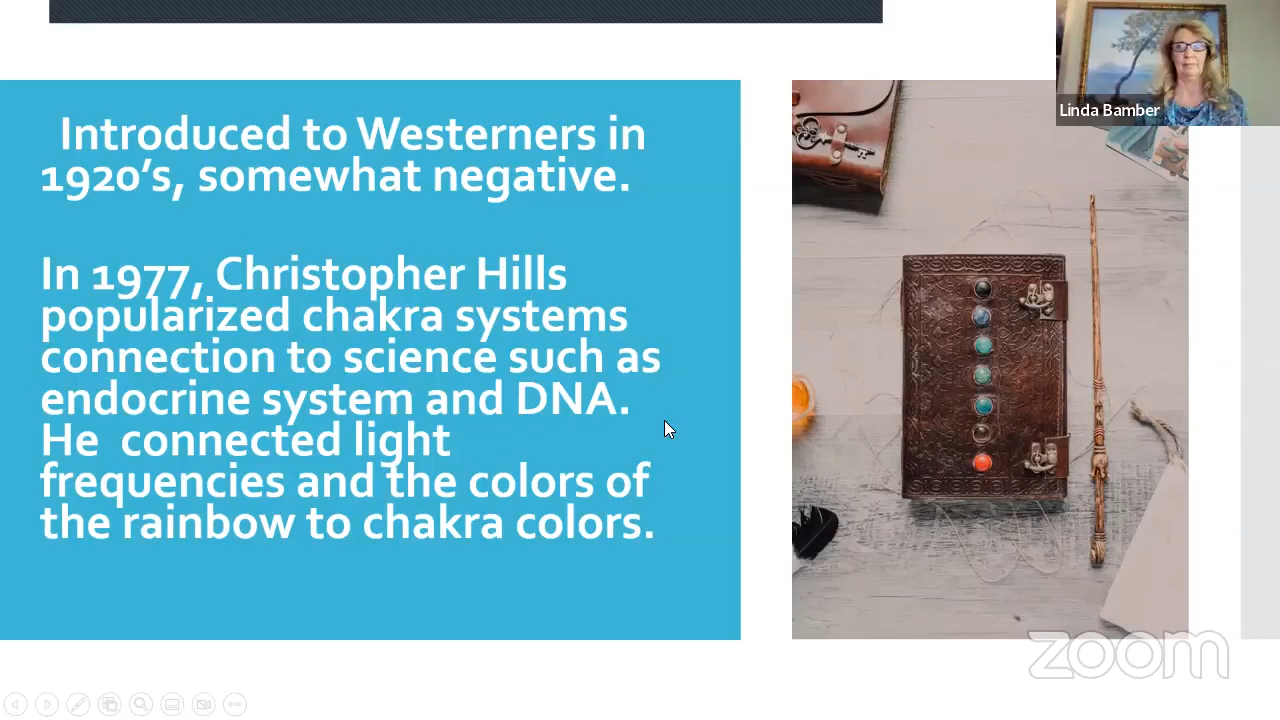 Introduced to Westerners in
1920's, somewhat negative.
In 1977, Christopher Hills
popularized chakra systems
connection to science such as
endocrine system and DNA.
He connected light
frequencies and the colors of
the rainbow to chakra colors.
Linda Bamber
zoom